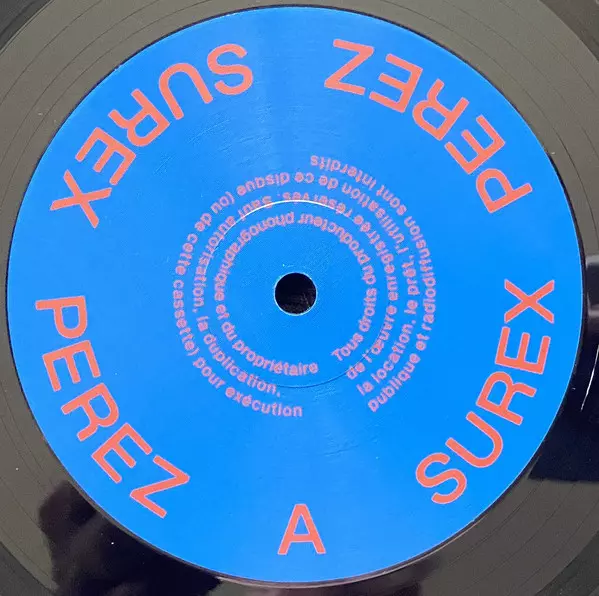 PEREZ
SUREX
PEREZ
SUREX
A
Tous droits du producteur phonographique et du propriétaire
de l'œuvre enregistrée réservés. Sauf autorisation, la duplication,
la location, le prêt, l'utilisation de ce disque (ou de cette cassette) pour exécution
publique et radiodiffusion sont interdits